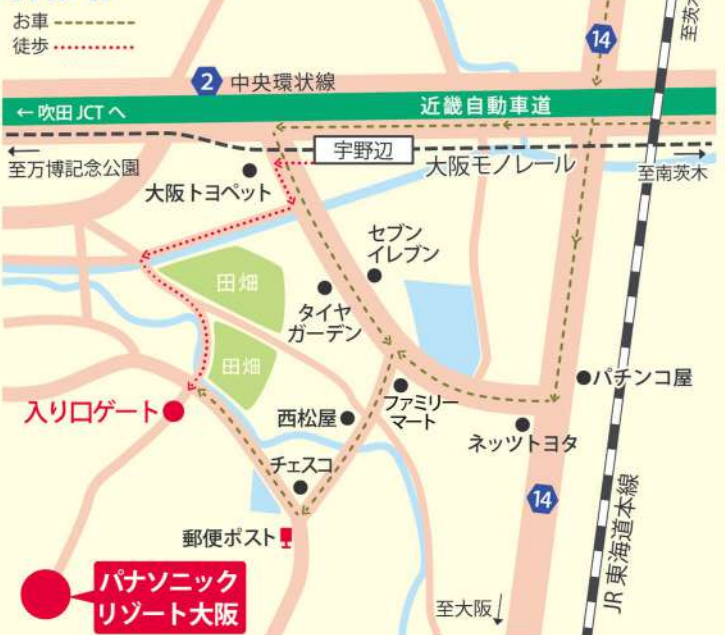 お車
徒歩
14
至茨木
2 中央環状線
←吹田JCTへ
近畿自動車道
宇野辺
大阪モノレール
至万博記念公園
至南茨木
大阪トヨペット
セブン
イレブン
田畑
タイヤ
ガーデン
田畑
パチンコ屋
ファミリー
マート
入り口ゲート
西松屋
ネッツトヨタ
チェスコ
14
JR東海道本線
郵便ポスト
パナソニック
リゾート大阪
至大阪